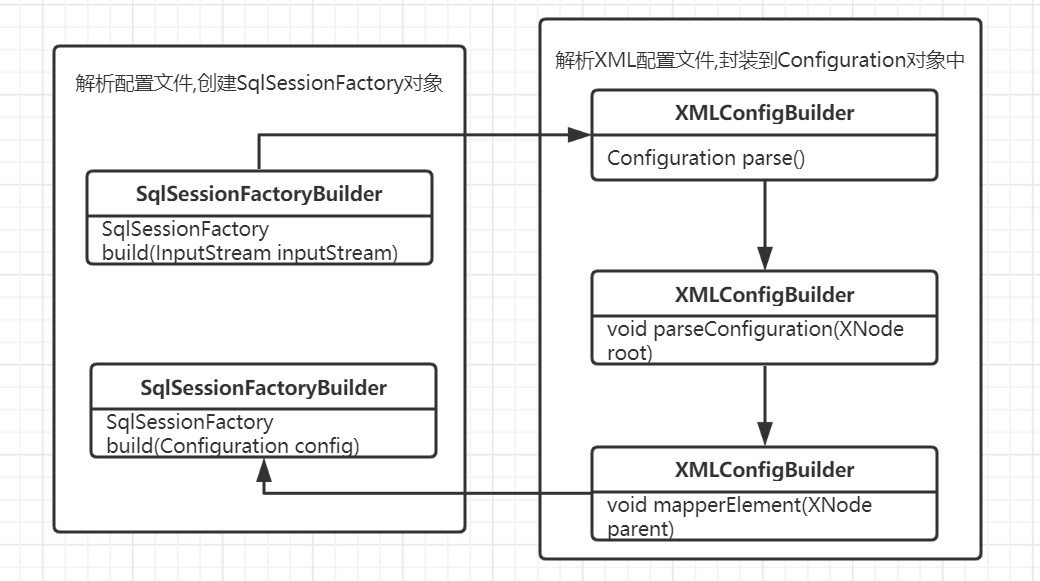 解析配置文件,创建SqlSessionFactory对象
SqlSessionFactoryBuilder
SqlSessionFactory
build(InputStream inputStream)
SqlSessionFactoryBuilder
SqlSessionFactory
build(Configuration config)
解析XML配置文件,封装到Configuration对象中
XMLConfigBuilder
Configuration parse()
XMLConfigBuilder
void parseConfiguration(XNode
root)
XMLConfigBuilder
void mapperElement(XNode
parent)